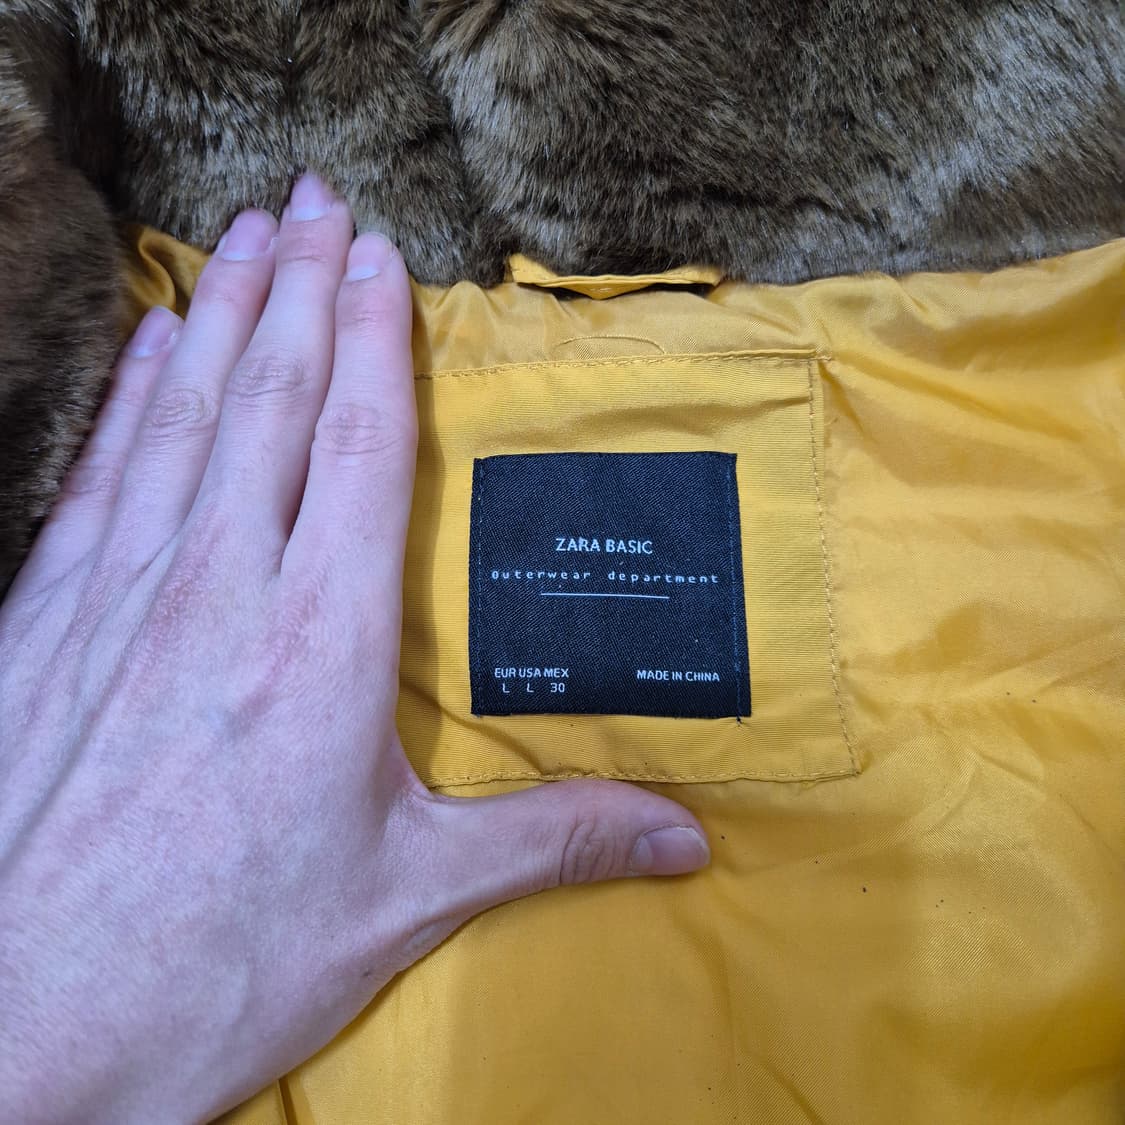 ZARA BASIC
Outerwear department
EUR USA MEX
L L 30
MADE IN CHINA